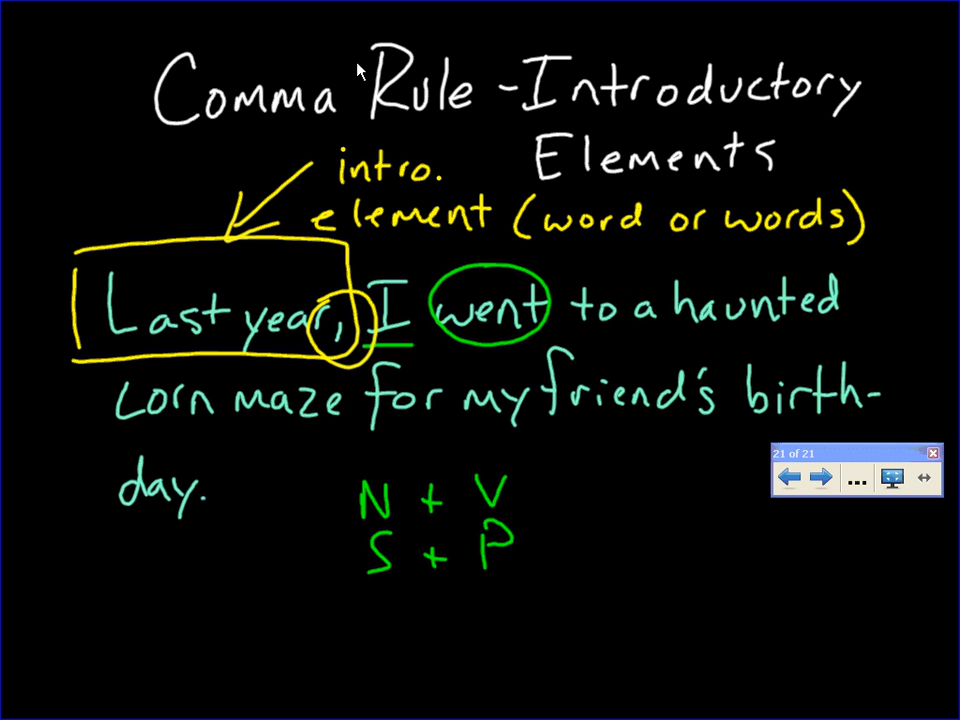 Comma Rule - Introductory
Elements
intro.
element (word or words)
Last year, I went to a haunted
corn maze for my friend's birth-
day.
21 of 21
N + V
S + P